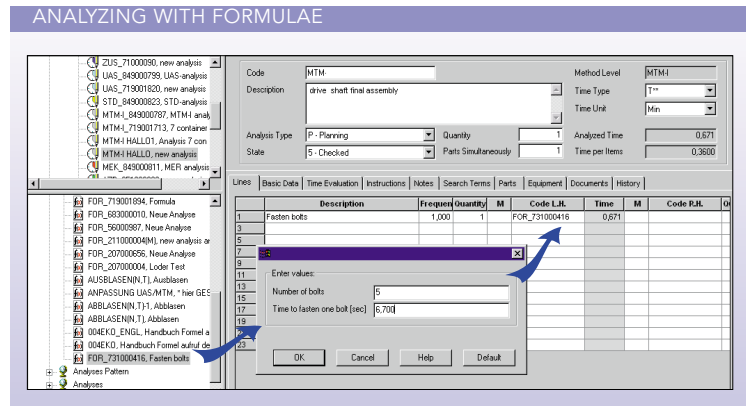 ANALYZING WITH FORMULAE
ZUS_71000090, new analysis
UAS_849000799, UAS-analysis
UAS_719001820, new analysis
STD_849000823, STD-analysis
MTM-I_849000787, MTM-I analy
MTM-I_719001713, 7 container
MTM-I HALLO1, Analysis 7 con
MTM-I HALLO, new analysis
MEK_849000811, MER analysis
Code MTM- Method Level MTM-I
Description drive shaft final assembly Time Type T**
Time Unit Min
Analysis Type P - Planning Quantity 1 Analyzed Time 0,671
State 5 - Checked Parts Simultaneously 1 Time per Items 0,3600
Lines Basic Data Time Evaluation Instructions Notes Search Terms Parts Equipment Documents History
Description Frequen Quantity M Code L.H. Time M Code R.H.
1 Fasten bolts 1,000 1 FOR_731000416 0,671
3
5
7
9
11
13
15
17
19
23
FOR_719001894, Formula
FOR_683000010, Neue Analyse
FOR_56000987, Neue Analyse
FOR_211000004(M), new analysis ar
FOR_207000656, Neue Analyse
FOR_207000004, Loder Test
AUSBLASEN(N,T), Ausblasen
ANPASSUNG UAS/MTM, * hier GES
ABBLASEN(N,T)-1, Abblasen
ABBLASEN(N,T), Abblasen
004EKO_ENGL, Handbuch Formel a
004EKO, Handbuch Formel aufruf de
FOR_731000416, Fasten bolts
Analyses Pattern
Analyses
Enter values:
Number of bolts 5
Time to fasten one bolt [sec] 6,700
OK Cancel Help Default